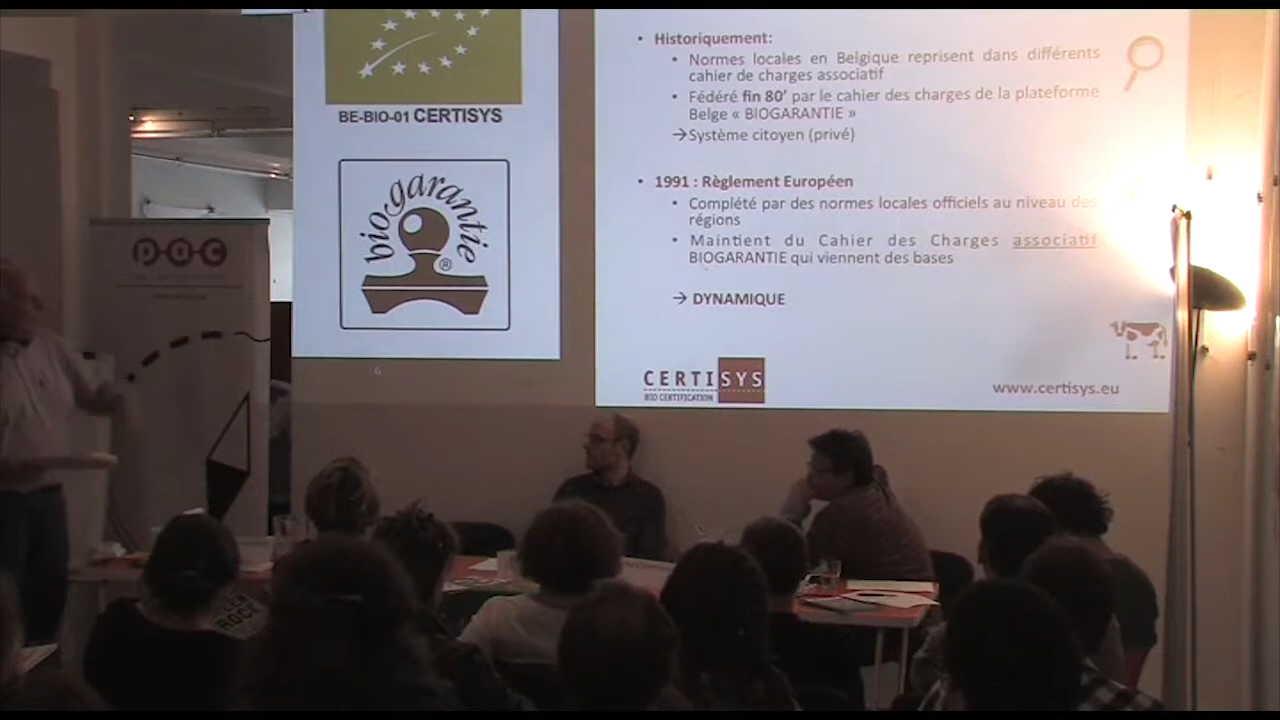 BE-BIO-01 CERTISYS
biogarantie
®
• Historiquement:
• Normes locales en Belgique reprisent dans différents
cahier de charges associatif
• Fédéré fin 80' par le cahier des charges de la plateforme
Belge « BIOGARANTIE »
→Système citoyen (privé)
• 1991 : Règlement Européen
• Complété par des normes locales officiels au niveau des
régions
• Maintient du Cahier des Charges associatif
BIOGARANTIE qui viennent des bases
→ DYNAMIQUE
CERTISYS
BIO CERTIFICATION
www.certisys.eu
ROCK